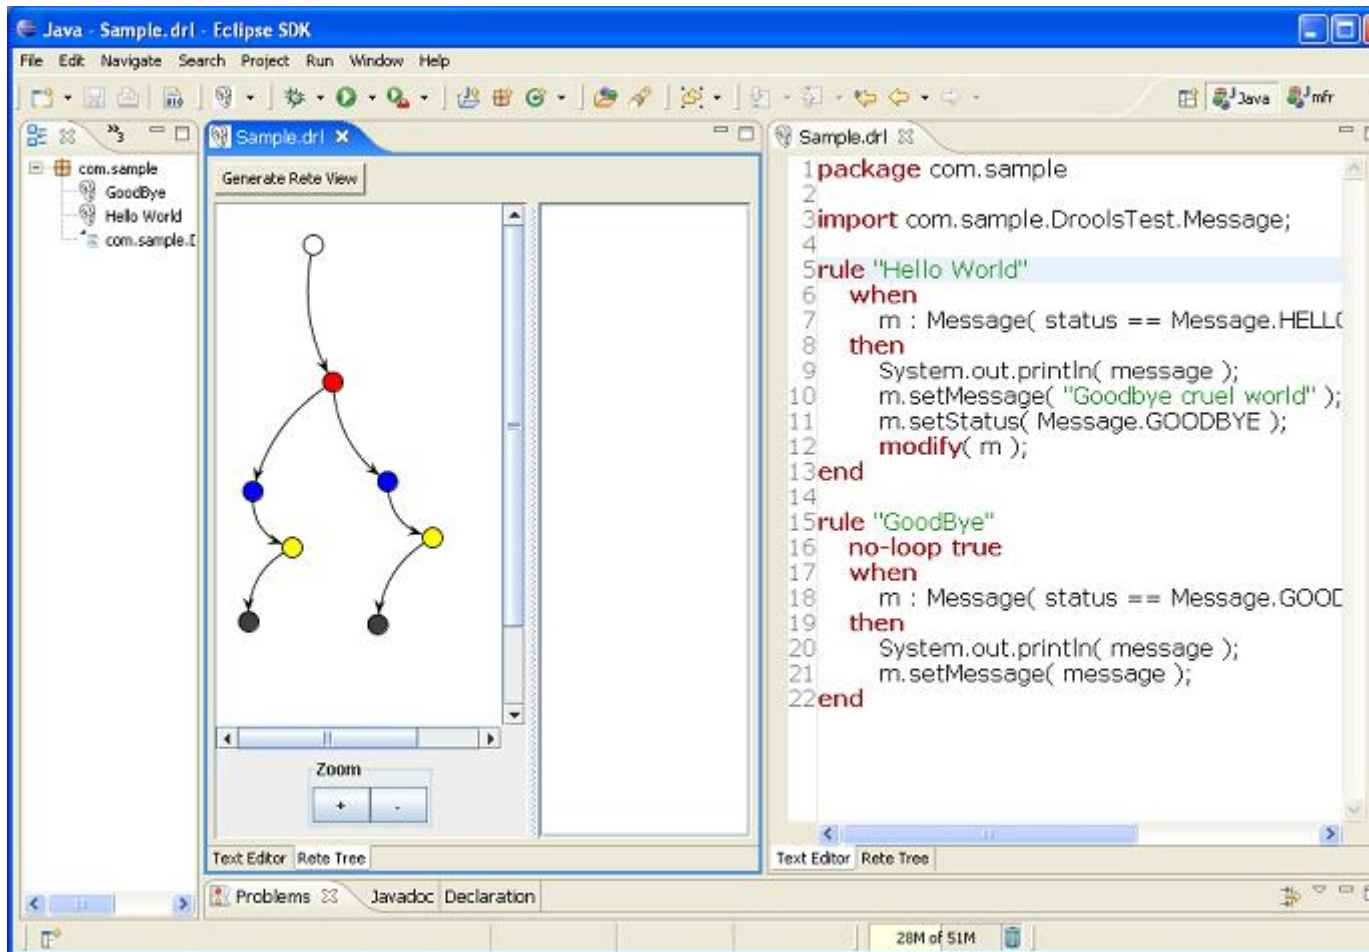 Java - Sample.drl - Eclipse SDK
File Edit Navigate Search Project Run Window Help
Java mfr
3
com.sample
GoodBye
Hello World
com.sample.
Sample.drl
Generate Rete View
Zoom
+ -
Text Editor Rete Tree
Sample.drl
1 package com.sample
2
3 import com.sample.DroolsTest.Message;
4
5 rule "Hello World"
6 when
7 m : Message( status == Message.HELLO
8 then
9 System.out.println( message );
10 m.setMessage( "Goodbye cruel world" );
11 m.setStatus( Message.GOODBYE );
12 modify( m );
13 end
14
15 rule "GoodBye"
16 no-loop true
17 when
18 m : Message( status == Message.GOOD
19 then
20 System.out.println( message );
21 m.setMessage( message );
22 end
Text Editor Rete Tree
Problems Javadoc Declaration
28M of 51M